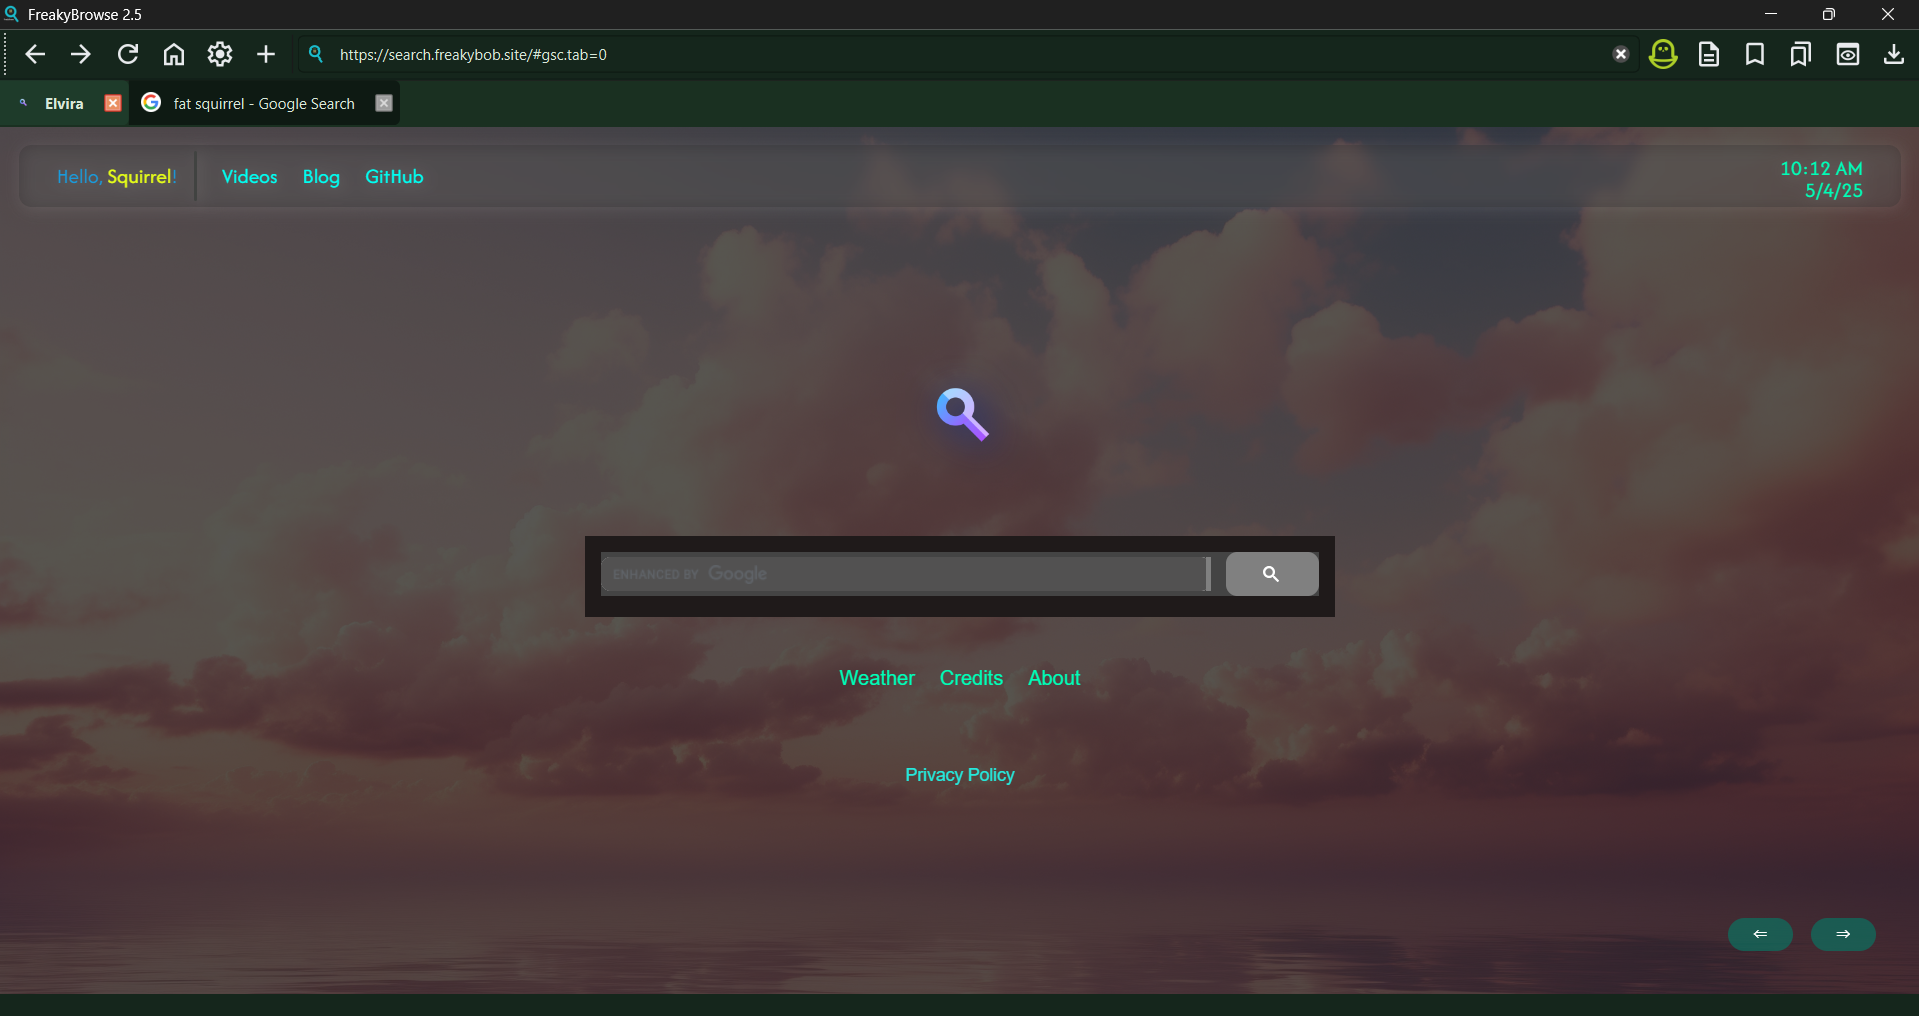 FreakyBrowse 2.5
https://search.freakybob.site/#gsc.tab=0
Elvira
fat squirrel - Google Search
Hello, Squirrel!
Videos
Blog
GitHub
10:12 AM
5/4/25
ENHANCED BY Google
Weather
Credits
About
Privacy Policy